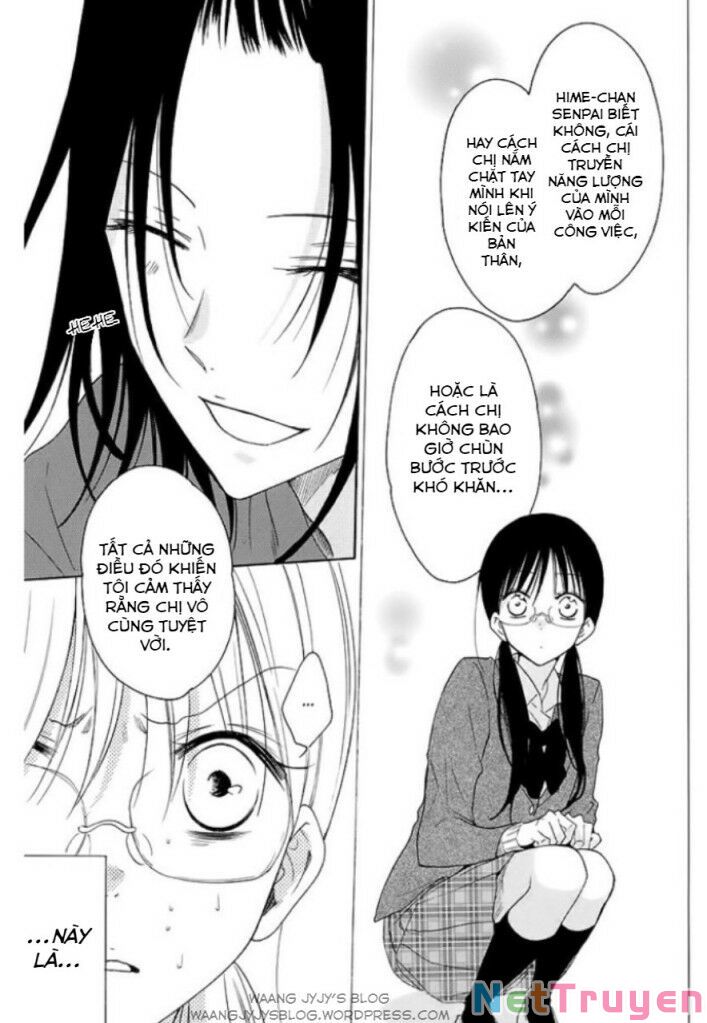 HIME-CHAN
SENPAI BIẾT
KHÔNG, CÁI
CÁCH CHỊ
TRUYỀN
NĂNG LƯỢNG
CỦA MÌNH
VÀO MỖI
CÔNG VIỆC,
HAY CÁCH
CHỊ NẮM
CHẶT TAY
MÌNH KHI
NÓI LÊN Ý
KIẾN CỦA
BẢN
THÂN,
HOẶC LÀ
CÁCH CHỊ
KHÔNG BAO
GIỜ CHÙN
BƯỚC TRƯỚC
KHÓ KHĂN...
HEHE
TẤT CẢ NHỮNG
ĐIỀU ĐÓ KHIẾN
TÔI CẢM THẤY
RẰNG CHỊ VÔ
CÙNG TUYỆT
VỜI.
...
...NÀY
LÀ...
WAANG JYJY'S BLOG
WAANGJYJYSBLOG.WORDPRESS.COM
NetTruyen